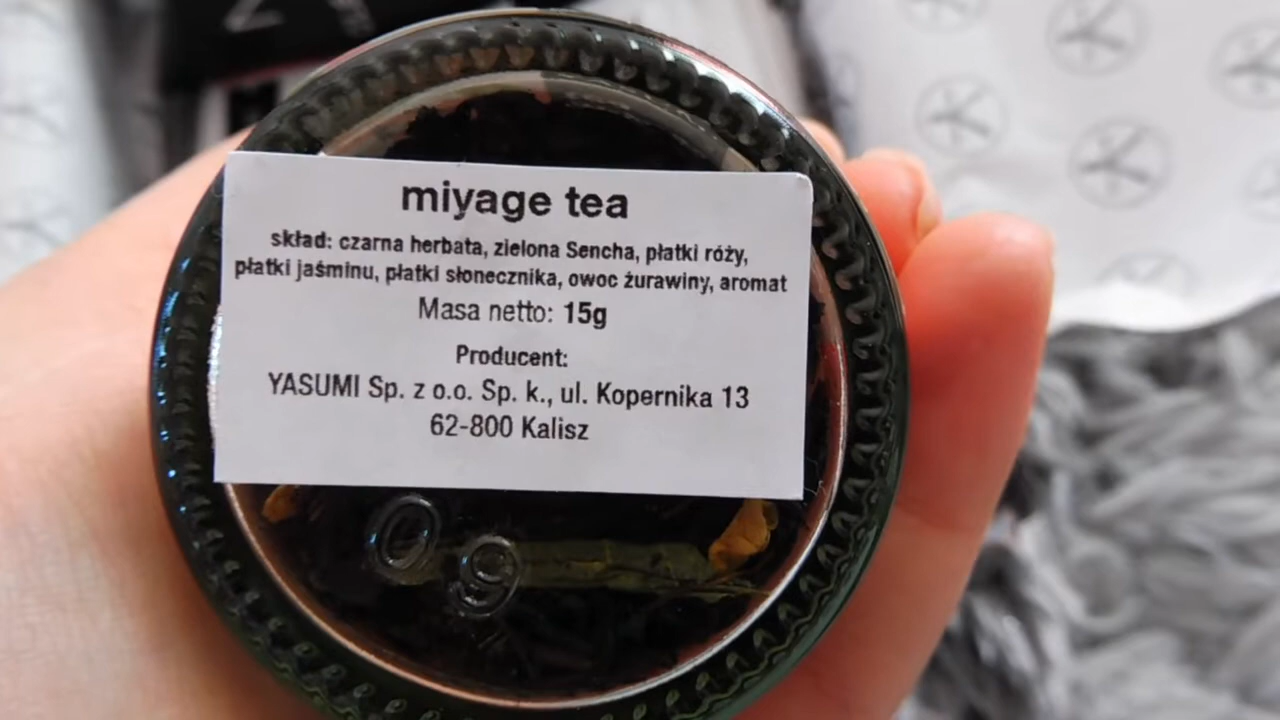 miyage tea
skład: czarna herbata, zielona Sencha, płatki róży,
płatki jaśminu, płatki słonecznika, owoc żurawiny, aromat
Masa netto: 15g
Producent:
YASUMI Sp. z o.o. Sp. k., ul. Kopernika 13
62-800 Kalisz
09